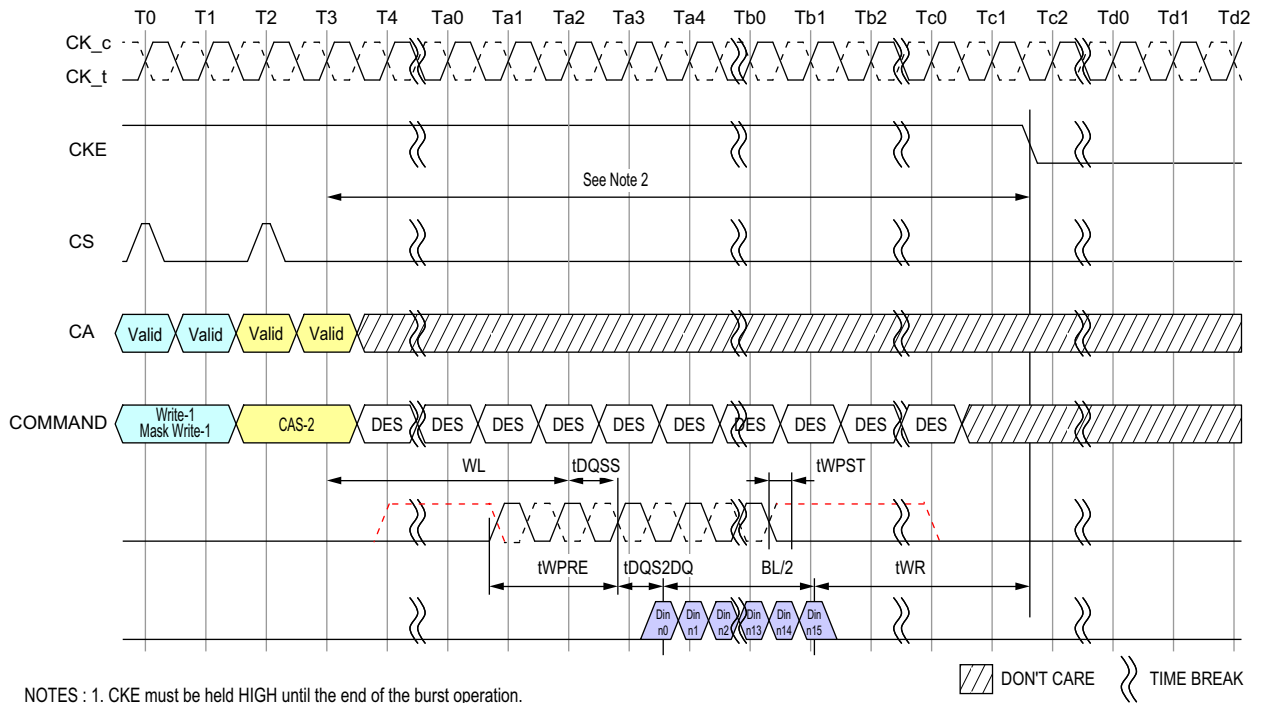 T0 T1 T2 T3 T4 Ta0 Ta1 Ta2 Ta3 Ta4 Tb0 Tb1 Tb2 Tc0 Tc1 Tc2 Td0 Td1 Td2
CK_c
CK_t
CKE
See Note 2
CS
CA Valid Valid Valid Valid
COMMAND Write-1 Mask Write-1 CAS-2 DES DES DES DES DES DES DES DES DES DES
WL tDQSS tWPST
tWPRE tDQS2DQ BL/2 tWR
Din n0 Din n1 Din n2 Din n13 Din n14 Din n15
DON'T CARE TIME BREAK
NOTES : 1. CKE must be held HIGH until the end of the burst operation.